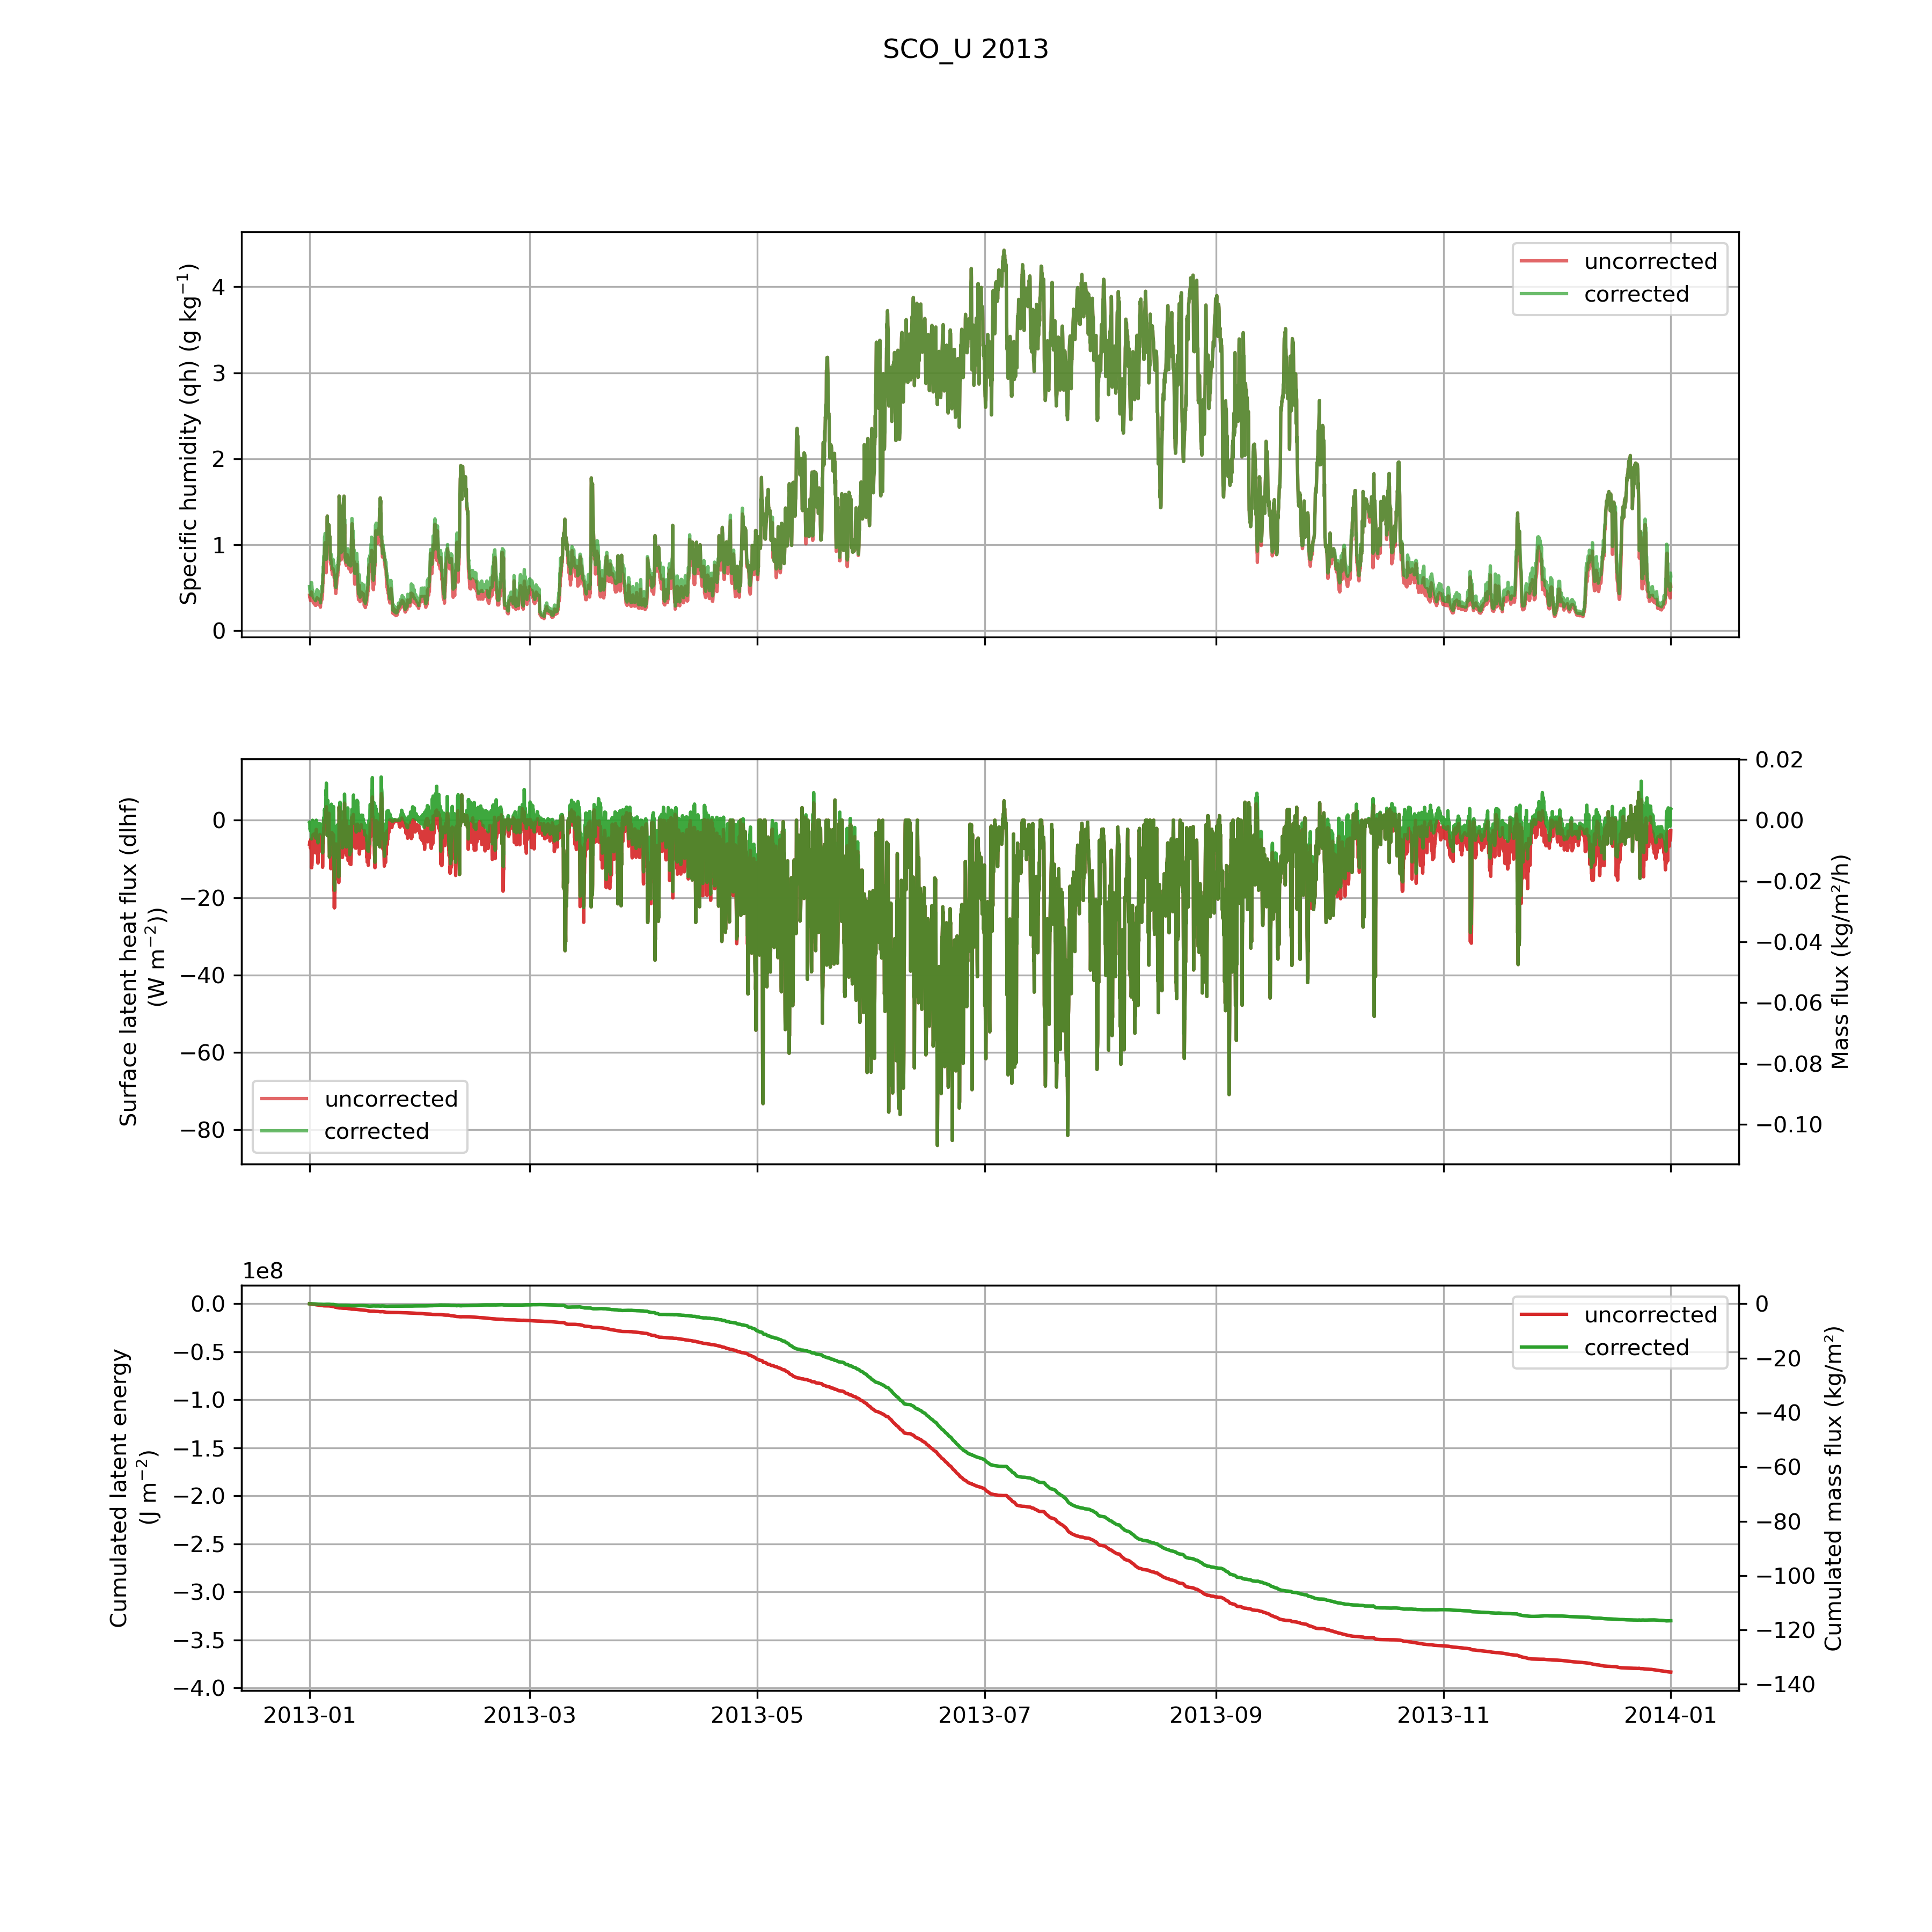 SCO_U 2013
Specific humidity (qh) (g kg⁻¹)
4
3
2
1
0
uncorrected
corrected
Surface latent heat flux (dlhf)
(W m⁻²))
0
−20
−40
−60
−80
uncorrected
corrected
0.02
0.00
−0.02
−0.04
−0.06
−0.08
−0.10
Mass flux (kg/m²/h)
1e8
Cumulated latent energy
(J m⁻²)
0.0
−0.5
−1.0
−1.5
−2.0
−2.5
−3.0
−3.5
−4.0
uncorrected
corrected
0
−20
−40
−60
−80
−100
−120
−140
Cumulated mass flux (kg/m²)
2013-01
2013-03
2013-05
2013-07
2013-09
2013-11
2014-01